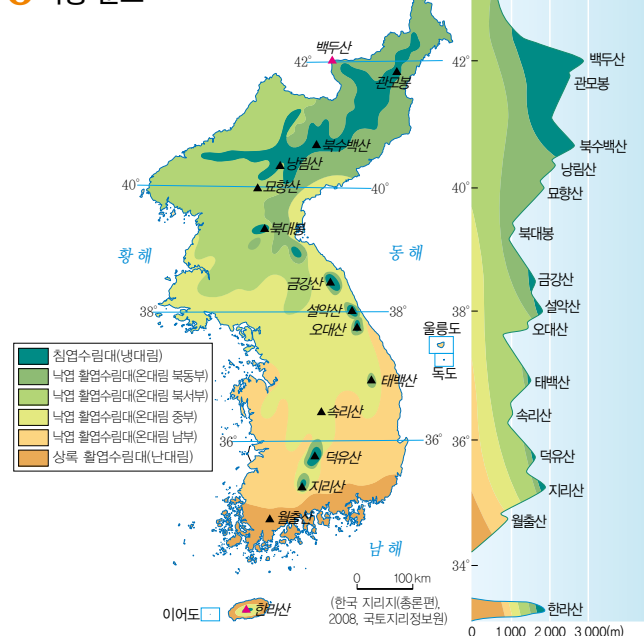 백두산
42°
관모봉
북수백산
낭림산
40°
묘향산
40°
북대봉
황해
동해
금강산
38°
설악산
38°
오대산
울릉도
독도
침엽수림대(냉대림)
낙엽 활엽수림대(온대림 북동부)
낙엽 활엽수림대(온대림 북서부)
낙엽 활엽수림대(온대림 중부)
낙엽 활엽수림대(온대림 남부)
상록 활엽수림대(난대림)
태백산
속리산
36°
36°
덕유산
지리산
월출산
남해
0 100 km
이어도
한라산
(한국 지리지(총론편),
2008, 국토지리정보원)
42°
백두산
관모봉
북수백산
낭림산
40°
묘향산
북대봉
금강산
38°
설악산
오대산
태백산
속리산
36°
덕유산
지리산
월출산
34°
한라산
0 1 000 2 000 3 000(m)